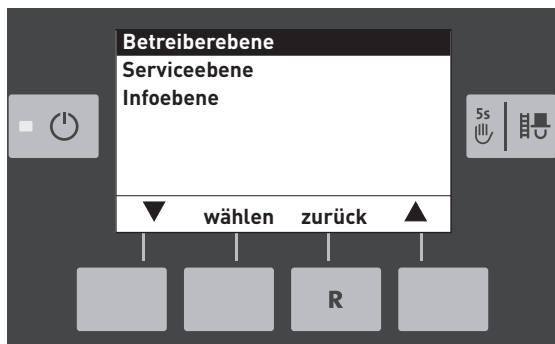 Betreiberebene
Serviceebene
Infoebene
5s
▼ wählen zurück ▲
R